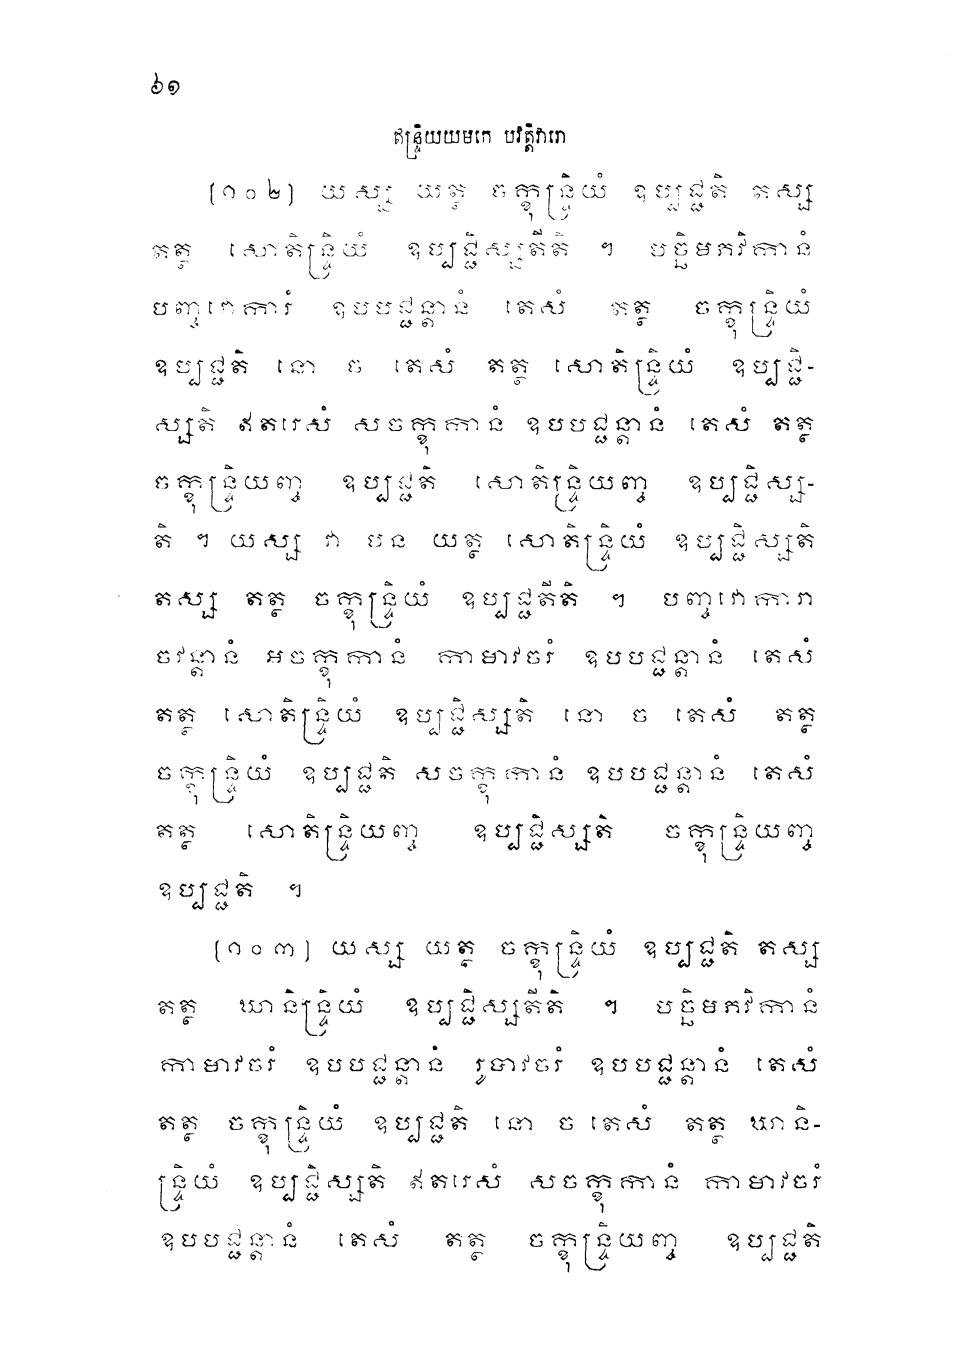 ៦១
ឥន្ទ្រិយយមកេ បវត្តិវារោ
[១០២] យស្ស យត្ថ ចក្ខុន្ទ្រិយំ ឧប្បជ្ជតិ តស្ស
តត្ថ សោតិន្ទ្រិយំ ឧប្បជ្ជិស្សតីតិ ។ បច្ឆិមភវិកានំ
បញ្ចវោការំ ឧបបជ្ជន្តានំ តេសំ តត្ថ ចក្ខុន្ទ្រិយំ
ឧប្បជ្ជតិ នោ ច តេសំ តត្ថ សោតិន្ទ្រិយំ ឧប្បជ្ជិ-
ស្សតិ ឥតរេសំ សចក្ខុកានំ ឧបបជ្ជន្តានំ តេសំ តត្ថ
ចក្ខុន្ទ្រិយញ្ច ឧប្បជ្ជតិ សោតិន្ទ្រិយញ្ច ឧប្បជ្ជិស្ស-
តិ ។ យស្ស វា បន យត្ថ សោតិន្ទ្រិយំ ឧប្បជ្ជិស្សតិ
តស្ស តត្ថ ចក្ខុន្ទ្រិយំ ឧប្បជ្ជតីតិ ។ បញ្ចវោការា
ចវន្តានំ អចក្ខុកានំ កាមាវចរំ ឧបបជ្ជន្តានំ តេសំ
តត្ថ សោតិន្ទ្រិយំ ឧប្បជ្ជិស្សតិ នោ ច តេសំ តត្ថ
ចក្ខុន្ទ្រិយំ ឧប្បជ្ជតិ សចក្ខុកានំ ឧបបជ្ជន្តានំ តេសំ
តត្ថ សោតិន្ទ្រិយញ្ច ឧប្បជ្ជិស្សតិ ចក្ខុន្ទ្រិយញ្ច
ឧប្បជ្ជតិ ។
[១០៣] យស្ស យត្ថ ចក្ខុន្ទ្រិយំ ឧប្បជ្ជតិ តស្ស
តត្ថ ឃានិន្ទ្រិយំ ឧប្បជ្ជិស្សតីតិ ។ បច្ឆិមភវិកានំ
កាមាវចរំ ឧបបជ្ជន្តានំ រូបាវចរំ ឧបបជ្ជន្តានំ តេសំ
តត្ថ ចក្ខុន្ទ្រិយំ ឧប្បជ្ជតិ នោ ច តេសំ តត្ថ ឃានិ-
ន្ទ្រិយំ ឧប្បជ្ជិស្សតិ ឥតរេសំ សចក្ខុកានំ កាមាវចរំ
ឧបបជ្ជន្តានំ តេសំ តត្ថ ចក្ខុន្ទ្រិយញ្ច ឧប្បជ្ជតិ